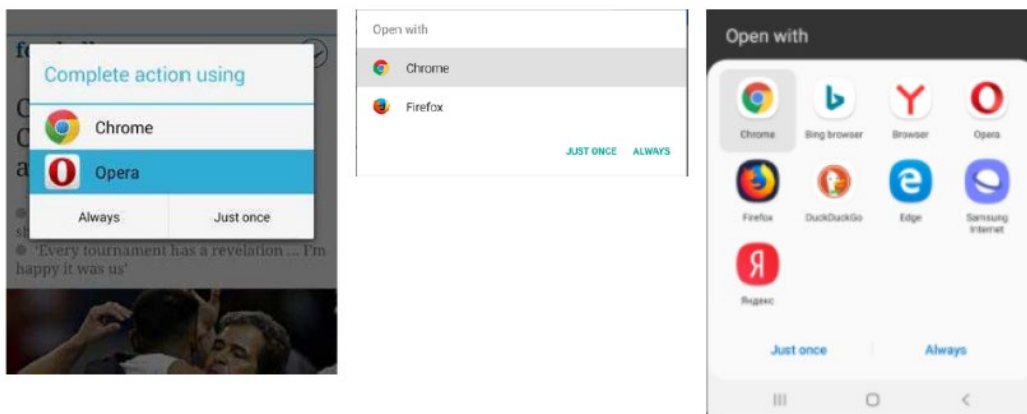 Complete action using
Chrome
Opera
Always Just once
'Every tournament has a revelation ... I'm
happy it was us'
Open with
Chrome
Firefox
JUST ONCE ALWAYS
Open with
Chrome Bing browser Browser Opera
Firefox DuckDuckGo Edge Samsung
Internet
Яндекс
Just once Always